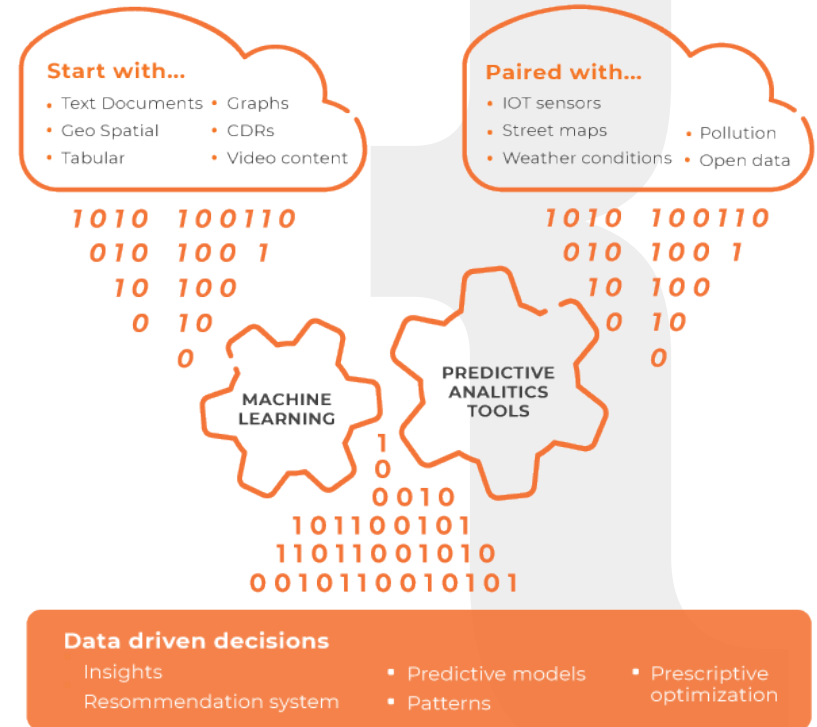 Start with...
• Text Documents
• Geo Spatial
• Tabular
• Graphs
• CDRs
• Video content
Paired with...
• IOT sensors
• Street maps
• Weather conditions
• Pollution
• Open data
1010 100110
010 100 1
10 100
0 10
0
1010 100110
010 100 1
10 100
0 10
0
MACHINE
LEARNING
PREDICTIVE
ANALITICS
TOOLS
1
0
0010
101100101
11011001010
0010110010101
Data driven decisions
Insights
Resommendation system
▪ Predictive models
▪ Patterns
▪ Prescriptive
optimization